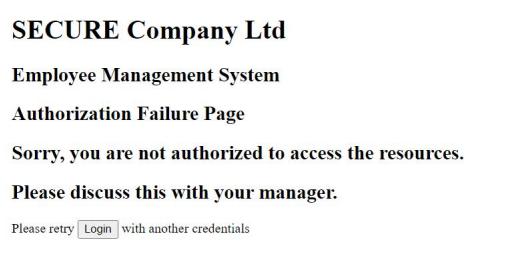 SECURE Company Ltd
Employee Management System
Authorization Failure Page
Sorry, you are not authorized to access the resources.
Please discuss this with your manager.
Please retry Login with another credentials